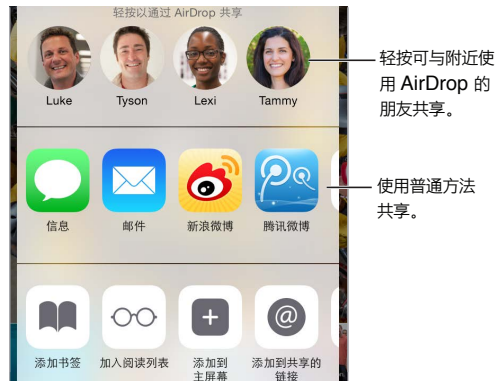 轻按以通过 AirDrop 共享
Luke Tyson Lexi Tammy
轻按可与附近使
用 AirDrop 的
朋友共享。
信息 邮件 新浪微博 腾讯微博
使用普通方法
共享。
添加书签 加入阅读列表 添加到 添加到共享的
主屏幕 链接